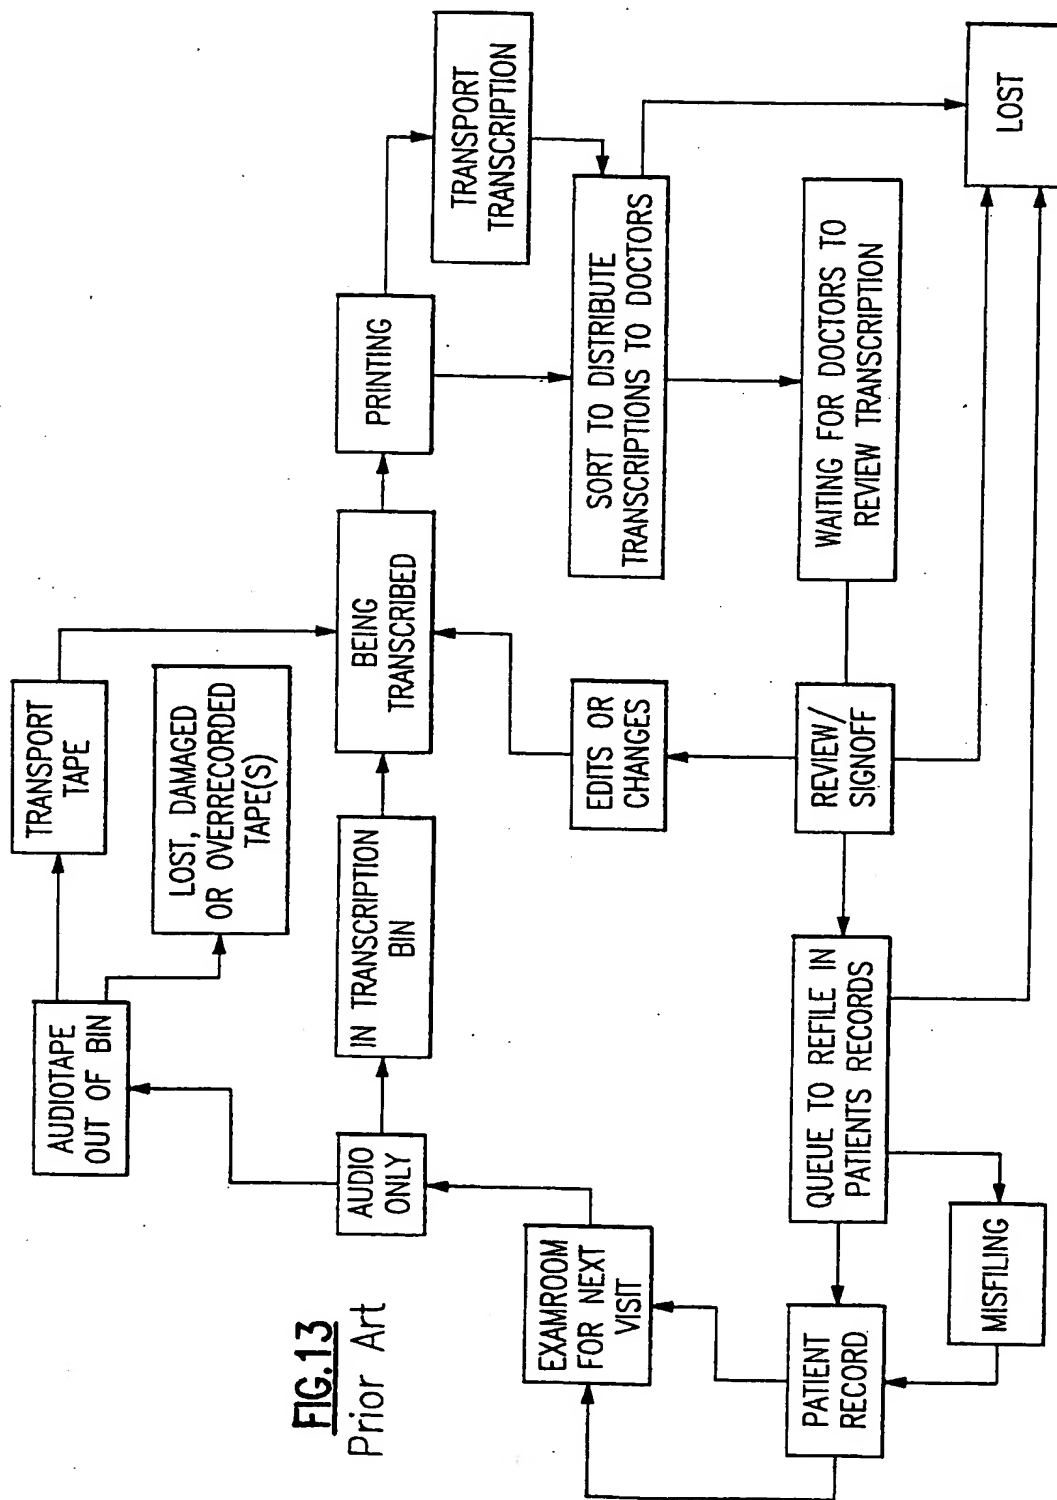 FIG.13
Prior Art
AUDIOTAPE
OUT OF BIN
TRANSPORT
TAPE
LOST, DAMAGED
OR OVERRECORDED
TAPE(S)
AUDIO
ONLY
IN TRANSCRIPTION
BIN
BEING
TRANSCRIBED
PRINTING
TRANSPORT
TRANSCRIPTION
EXAMROOM
FOR NEXT
VISIT
EDITS OR
CHANGES
SORT TO DISTRIBUTE
TRANSCRIPTIONS TO DOCTORS
PATIENT
RECORD
QUEUE TO REFILE IN
PATIENTS RECORDS
REVIEW/
SIGNOFF
WAITING FOR DOCTORS TO
REVIEW TRANSCRIPTION
MISFILING
LOST